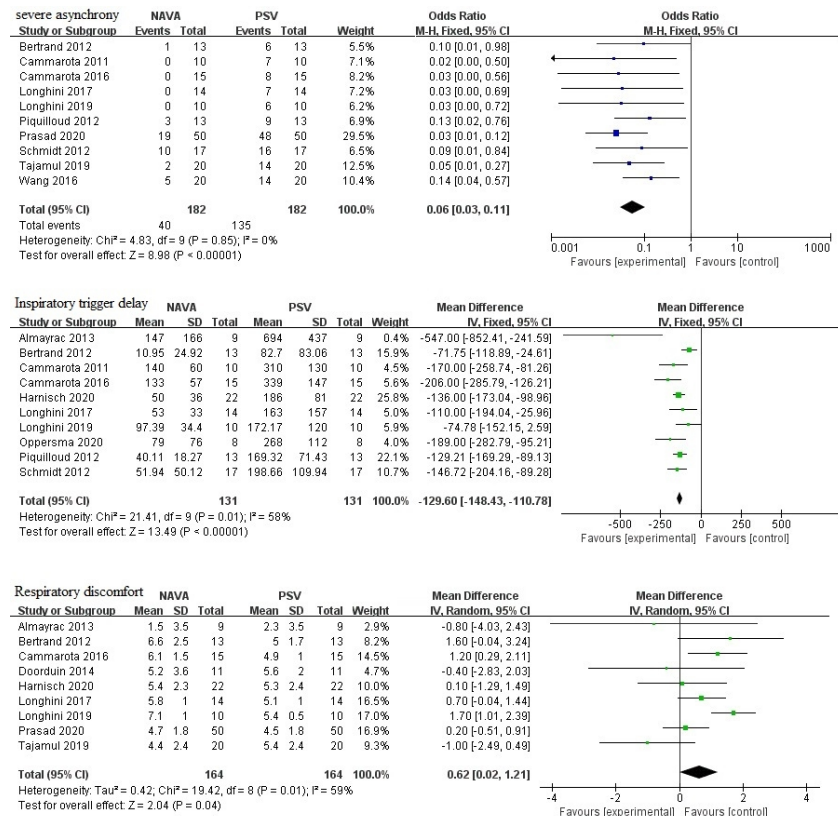 severe asynchrony NAVA PSV Odds Ratio Odds Ratio
Study or Subgroup Events Total Events Total Weight M-H, Fixed, 95% CI M-H, Fixed, 95% CI
Bertrand 2012 1 13 6 13 5.5% 0.10 [0.01, 0.98]
Cammarota 2011 0 10 7 10 7.1% 0.02 [0.00, 0.50]
Cammarota 2016 0 15 8 15 8.2% 0.03 [0.00, 0.56]
Longhini 2017 0 14 7 14 7.1% 0.03 [0.00, 0.69]
Longhini 2019 0 10 6 10 6.1% 0.03 [0.00, 0.72]
Piquilloud 2012 3 13 9 13 7.0% 0.13 [0.02, 0.76]
Prasad 2020 19 50 48 50 29.5% 0.03 [0.01, 0.12]
Schmidt 2012 10 17 16 17 6.5% 0.09 [0.01, 0.84]
Tajamul 2019 2 20 14 20 12.5% 0.05 [0.01, 0.27]
Wang 2016 5 20 14 20 10.4% 0.14 [0.04, 0.57]
Total (95% CI) 182 182 100.0% 0.06 [0.03, 0.11]
Total events 40 135
Heterogeneity: Chi² = 4.83, df = 9 (P = 0.85); I² = 0%
Test for overall effect: Z = 8.98 (P < 0.00001)
0.001 0.1 1 10 1000
Favours [experimental] Favours [control]
Inspiratory trigger delay NAVA PSV Mean Difference Mean Difference
Study or Subgroup Mean SD Total Mean SD Total Weight IV, Fixed, 95% CI IV, Fixed, 95% CI
Almayrac 2013 147 166 9 694 437 9 0.4% -547.00 [-852.41, -241.59]
Bertrand 2012 10.95 24.92 13 82.7 83.06 13 15.9% -71.75 [-118.89, -24.61]
Cammarota 2011 140 60 10 310 130 10 4.5% -170.00 [-258.74, -81.26]
Cammarota 2016 133 57 15 339 147 15 5.6% -206.00 [-285.79, -126.21]
Harnisch 2020 50 36 22 186 81 22 25.8% -136.00 [-173.04, -98.96]
Longhini 2017 53 33 14 163 157 14 5.0% -110.00 [-194.04, -25.96]
Longhini 2019 97.39 34.4 10 172.17 120 10 5.9% -74.78 [-152.15, 2.59]
Oppersma 2020 79 76 8 268 112 8 4.0% -189.00 [-282.79, -95.21]
Piquilloud 2012 40.11 18.27 13 169.32 71.43 13 22.1% -129.21 [-169.29, -89.13]
Schmidt 2012 51.94 50.12 17 198.66 109.94 17 10.7% -146.72 [-204.16, -89.28]
Total (95% CI) 131 131 100.0% -129.60 [-148.43, -110.78]
Heterogeneity: Chi² = 21.41, df = 9 (P = 0.01); I² = 58%
Test for overall effect: Z = 13.49 (P < 0.00001)
-500 -250 0 250 500
Favours [experimental] Favours [control]
Respiratory discomfort NAVA PSV Mean Difference Mean Difference
Study or Subgroup Mean SD Total Mean SD Total Weight IV, Random, 95% CI IV, Random, 95% CI
Almayrac 2013 1.5 3.5 9 2.3 3.5 9 2.9% -0.80 [-4.03, 2.43]
Bertrand 2012 6.6 2.5 13 5 1.7 13 8.2% 1.60 [-0.04, 3.24]
Cammarota 2016 6.1 1.5 15 4.9 1 15 14.5% 1.20 [0.29, 2.11]
Doorduin 2014 5.2 3.6 11 5.6 2 11 4.7% -0.40 [-2.83, 2.03]
Harnisch 2020 5.4 2.3 22 5.3 2.4 22 10.0% 0.10 [-1.29, 1.49]
Longhini 2017 5.8 1 14 5.1 1 14 17.0% 0.70 [-0.04, 1.44]
Longhini 2019 7.1 1 10 5.4 0.5 10 17.6% 1.70 [1.01, 2.39]
Prasad 2020 4.7 1.8 50 4.5 1.8 50 16.9% 0.20 [-0.51, 0.91]
Tajamul 2019 4.4 2.4 20 5.4 2.4 20 9.3% -1.00 [-2.49, 0.49]
Total (95% CI) 164 164 100.0% 0.62 [0.02, 1.21]
Heterogeneity: Tau² = 0.42; Chi² = 19.42, df = 8 (P = 0.01); I² = 59%
Test for overall effect: Z = 2.04 (P = 0.04)
-4 -2 0 2 4
Favours [experimental] Favours [control]